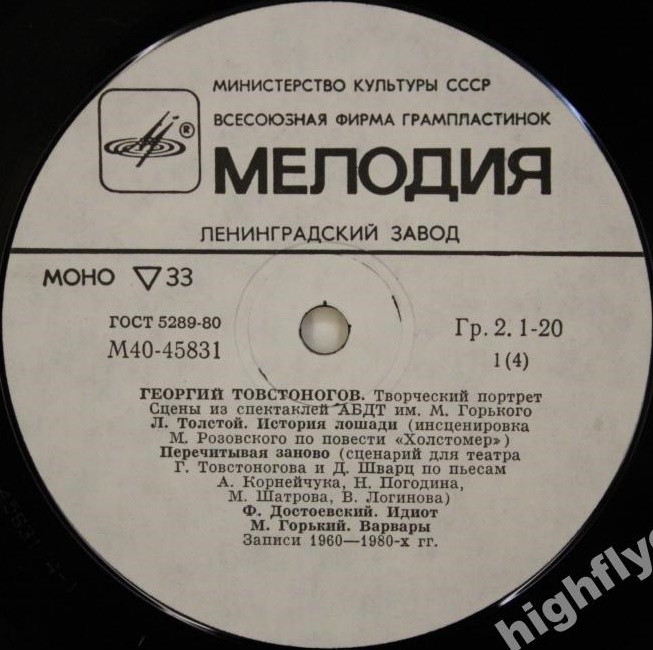 МИНИСТЕРСТВО КУЛЬТУРЫ СССР
®
ВСЕСОЮЗНАЯ ФИРМА ГРАМПЛАСТИНОК
МЕЛОДИЯ
ЛЕНИНГРАДСКИЙ ЗАВОД
МОНО ▽ 33
ГОСТ 5289-80
М40-45831
Гр. 2. 1-20
1 (4)
ГЕОРГИЙ ТОВСТОНОГОВ. Творческий портрет
Сцены из спектаклей АБДТ им. М. Горького
Л. Толстой. История лошади (инсценировка
М. Розовского по повести «Холстомер»)
Перечитывая заново (сценарий для театра
Г. Товстоногова и Д. Шварц по пьесам
А. Корнейчука, Н. Погодина,
М. Шатрова, В. Логинова)
Ф. Достоевский. Идиот
М. Горький. Варвары
Записи 1960—1980-х гг.